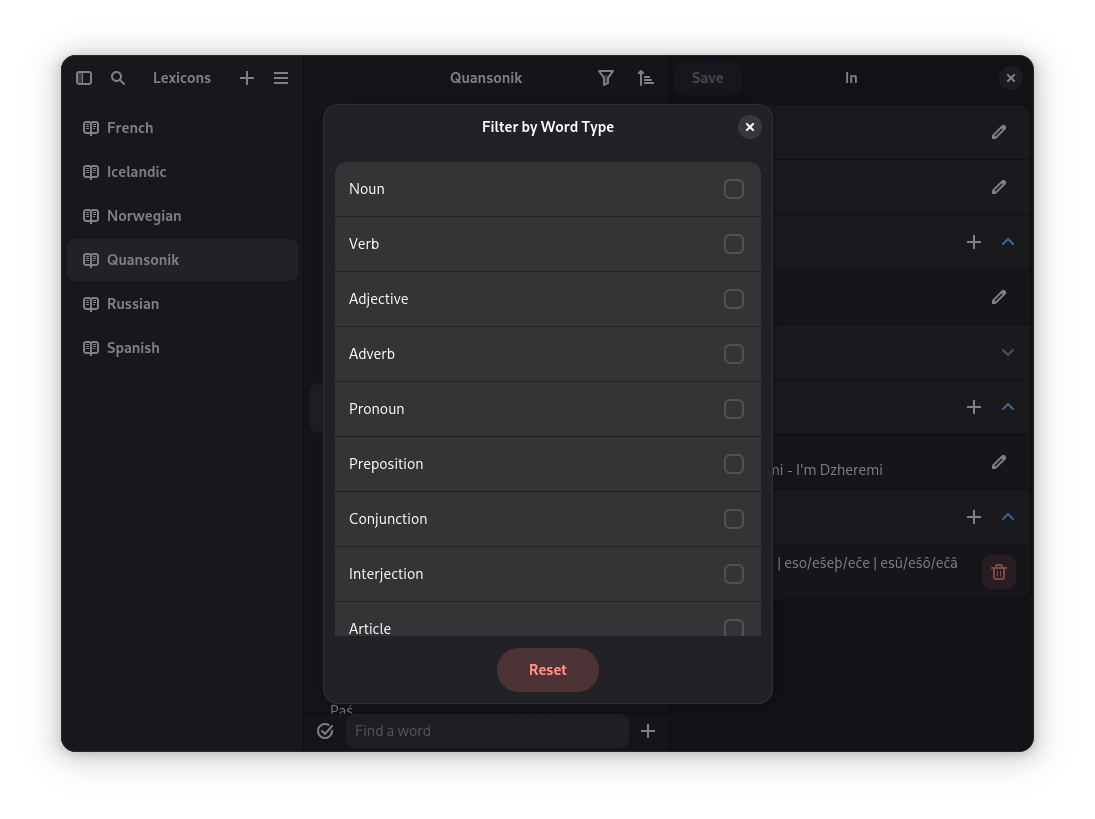 Lexicons
French
Icelandic
Norwegian
Quansonik
Russian
Spanish
Quansonik
Paś
Find a word
Save
In
- I'm Dzheremi
| eso/ešeþ/eče | esû/ešô/ečâ
Filter by Word Type
Noun
Verb
Adjective
Adverb
Pronoun
Preposition
Conjunction
Interjection
Article
Reset